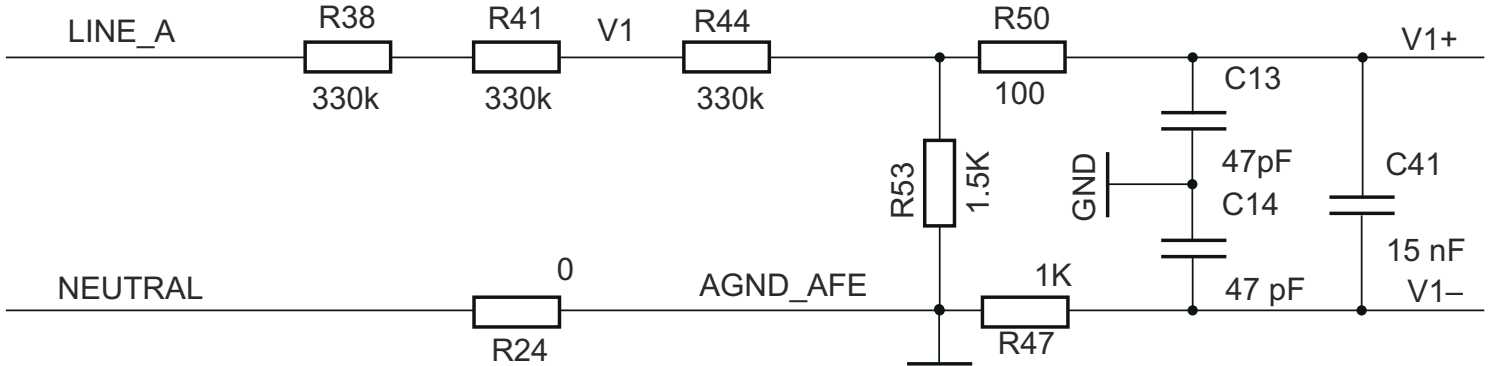 LINE_A
R38
330k
R41
330k
V1
R44
330k
R50
100
V1+
C13
47pF
GND
C14
47 pF
C41
15 nF
V1–
R53
1.5K
NEUTRAL
0
R24
AGND_AFE
1K
R47